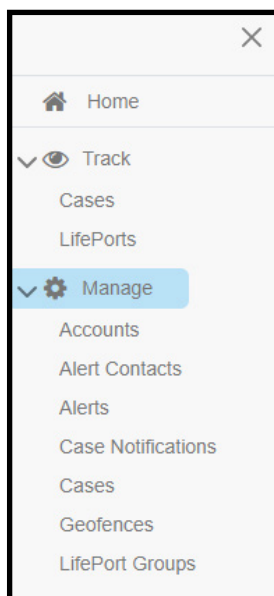 Home
Track
Cases
LifePorts
Manage
Accounts
Alert Contacts
Alerts
Case Notifications
Cases
Geofences
LifePort Groups